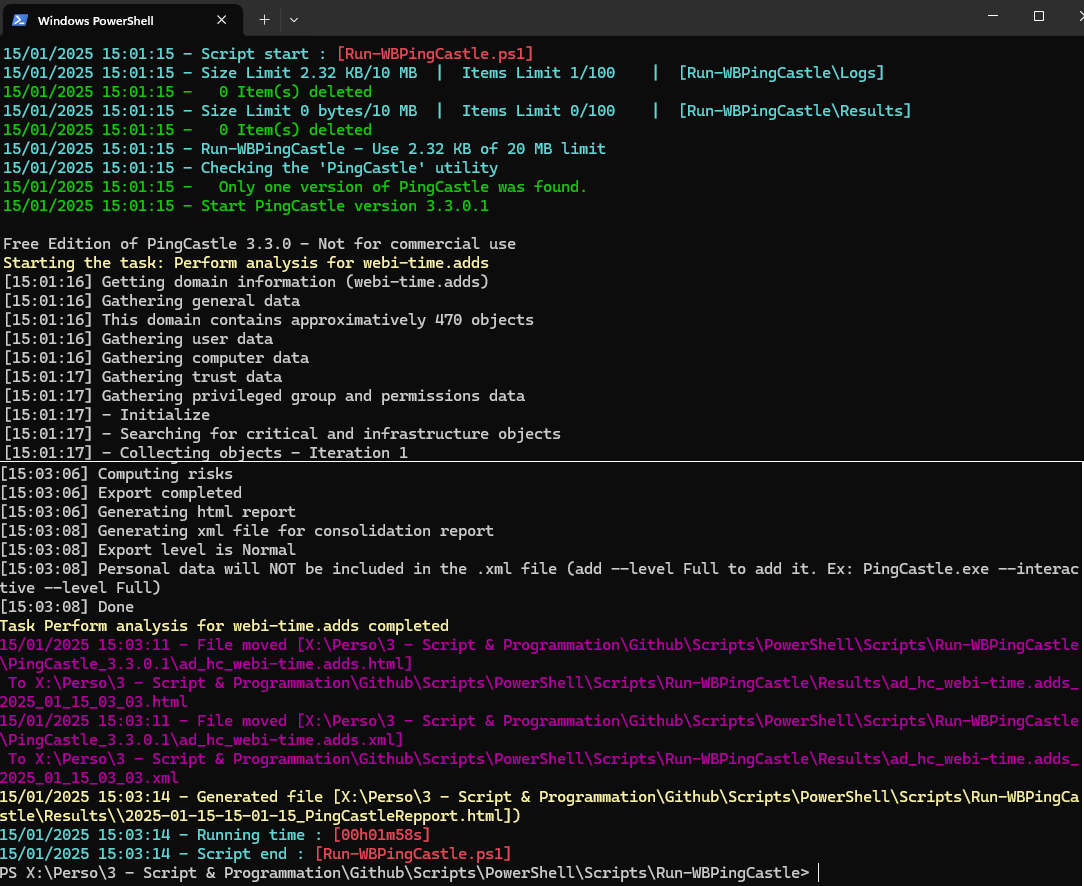 Windows PowerShell
15/01/2025 15:01:15 - Script start : [Run-WBPingCastle.ps1]
15/01/2025 15:01:15 - Size Limit 2.32 KB/10 MB  |  Items Limit 1/100    |  [Run-WBPingCastle\Logs]
15/01/2025 15:01:15 -   0 Item(s) deleted
15/01/2025 15:01:15 - Size Limit 0 bytes/10 MB  |  Items Limit 0/100    |  [Run-WBPingCastle\Results]
15/01/2025 15:01:15 -   0 Item(s) deleted
15/01/2025 15:01:15 - Run-WBPingCastle - Use 2.32 KB of 20 MB limit
15/01/2025 15:01:15 - Checking the 'PingCastle' utility
15/01/2025 15:01:15 -   Only one version of PingCastle was found.
15/01/2025 15:01:15 - Start PingCastle version 3.3.0.1
Free Edition of PingCastle 3.3.0 - Not for commercial use
Starting the task: Perform analysis for webi-time.adds
[15:01:16] Getting domain information (webi-time.adds)
[15:01:16] Gathering general data
[15:01:16] This domain contains approximatively 470 objects
[15:01:16] Gathering user data
[15:01:16] Gathering computer data
[15:01:17] Gathering trust data
[15:01:17] Gathering privileged group and permissions data
[15:01:17] - Initialize
[15:01:17] - Searching for critical and infrastructure objects
[15:01:17] - Collecting objects - Iteration 1
[15:03:06] Computing risks
[15:03:06] Export completed
[15:03:06] Generating html report
[15:03:08] Generating xml file for consolidation report
[15:03:08] Export level is Normal
[15:03:08] Personal data will NOT be included in the .xml file (add --level Full to add it. Ex: PingCastle.exe --interac
tive --level Full)
[15:03:08] Done
Task Perform analysis for webi-time.adds completed
15/01/2025 15:03:11 - File moved [X:\Perso\3 - Script & Programmation\Github\Scripts\PowerShell\Scripts\Run-WBPingCastle
\PingCastle_3.3.0.1\ad_hc_webi-time.adds.html]
 To X:\Perso\3 - Script & Programmation\Github\Scripts\PowerShell\Scripts\Run-WBPingCastle\Results\ad_hc_webi-time.adds_
2025_01_15_03_03.html
15/01/2025 15:03:11 - File moved [X:\Perso\3 - Script & Programmation\Github\Scripts\PowerShell\Scripts\Run-WBPingCastle
\PingCastle_3.3.0.1\ad_hc_webi-time.adds.xml]
 To X:\Perso\3 - Script & Programmation\Github\Scripts\PowerShell\Scripts\Run-WBPingCastle\Results\ad_hc_webi-time.adds_
2025_01_15_03_03.xml
15/01/2025 15:03:14 - Generated file [X:\Perso\3 - Script & Programmation\Github\Scripts\PowerShell\Scripts\Run-WBPingCa
stle\Results\\2025-01-15-15-01-15_PingCastleRepport.html])
15/01/2025 15:03:14 - Running time : [00h01m58s]
15/01/2025 15:03:14 - Script end : [Run-WBPingCastle.ps1]
PS X:\Perso\3 - Script & Programmation\Github\Scripts\PowerShell\Scripts\Run-WBPingCastle>